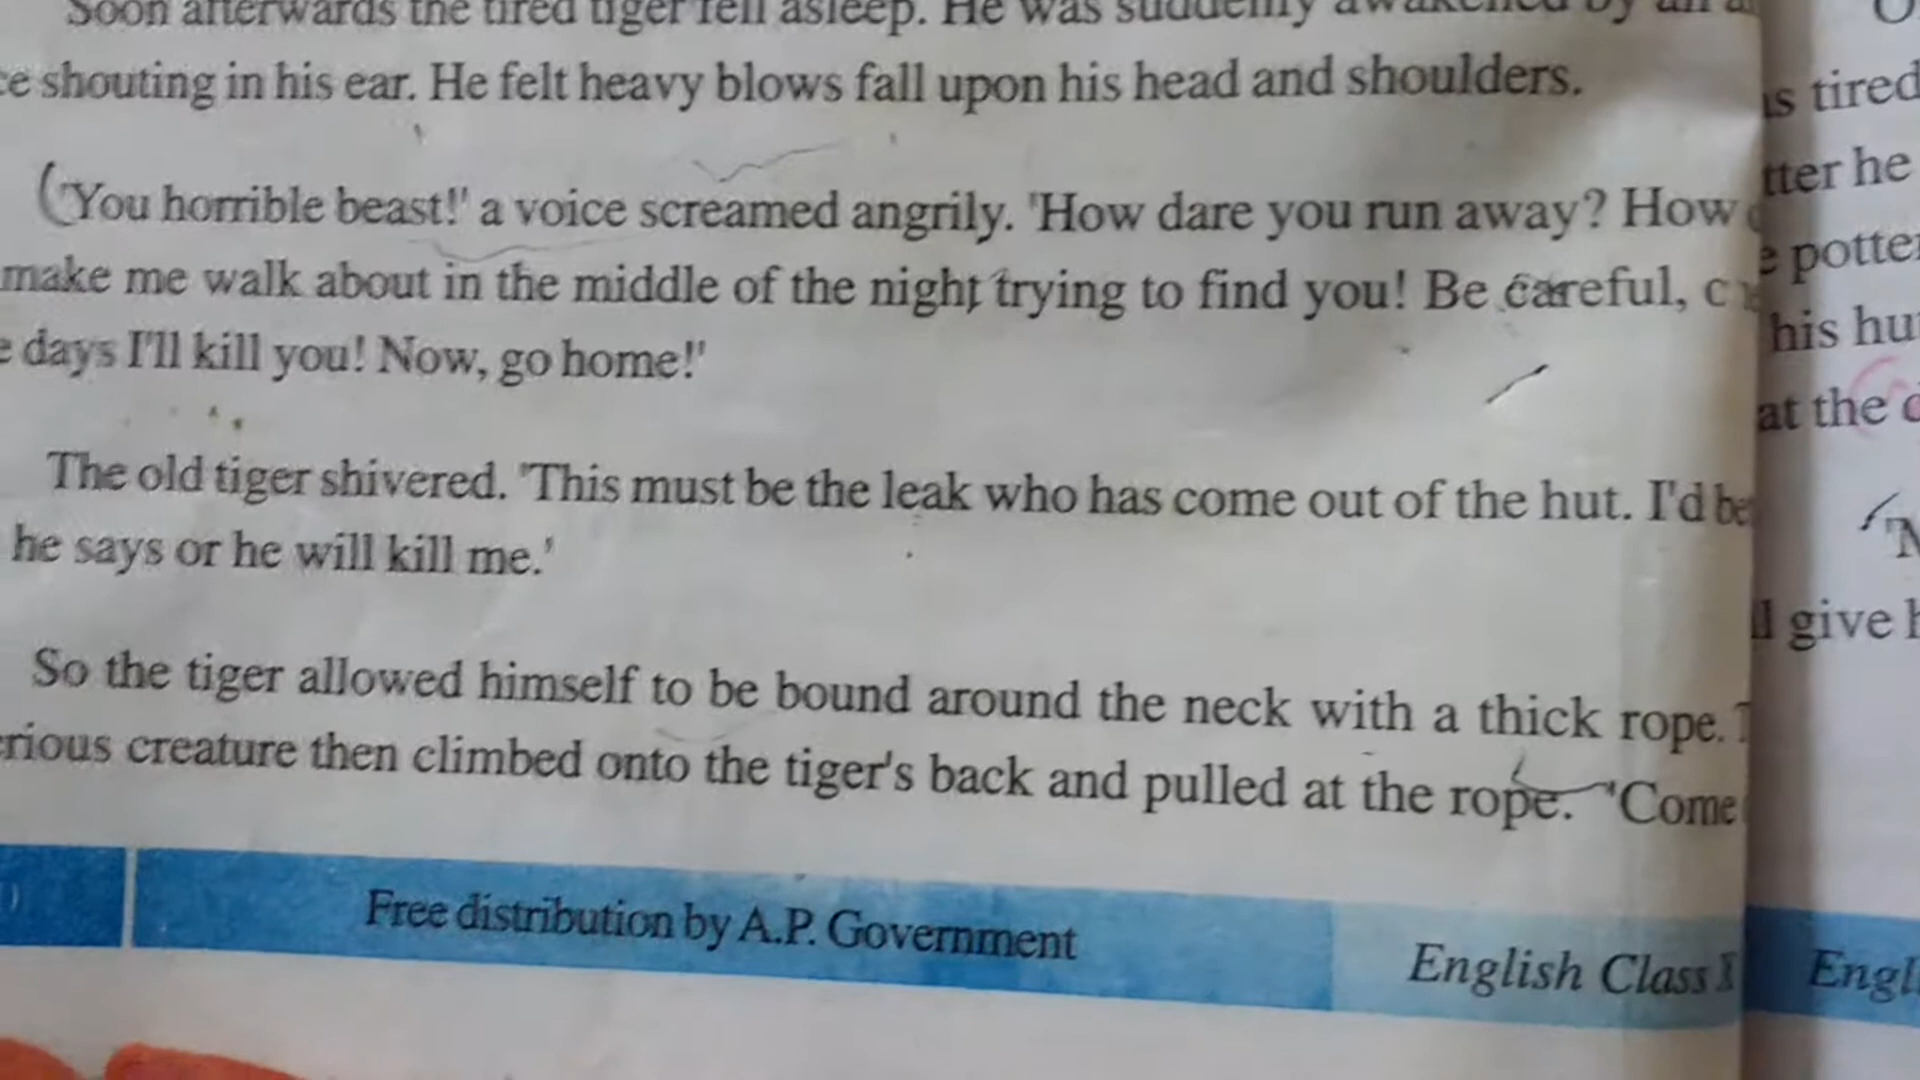 Soon afterwards the tired tiger fell asleep. He was suddenly awakened by an
shouting in his ear. He felt heavy blows fall upon his head and shoulders.
('You horrible beast!' a voice screamed angrily. 'How dare you run away? How
make me walk about in the middle of the night trying to find you! Be careful,
days I'll kill you! Now, go home!'
The old tiger shivered. 'This must be the leak who has come out of the hut. I'd
he says or he will kill me.'
So the tiger allowed himself to be bound around the neck with a thick rope.
creature then climbed onto the tiger's back and pulled at the rope. 'Come
Free distribution by A.P. Government
English Class
tired
he
his
at the
give